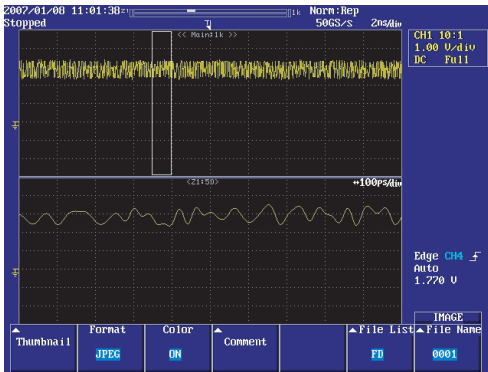 2007/01/08 11:01:38 1k Norm:Rep
Stopped 50GS/s 2ns/div
<< Main:1k >>
CH1 10:1
1.00 V/div
DC Full
<Z1:50> ↔100ps/div
Edge CH4
Auto
1.770 V
IMAGE
Thumbnail Format Color Comment File List File Name
JPEG ON FD 0001